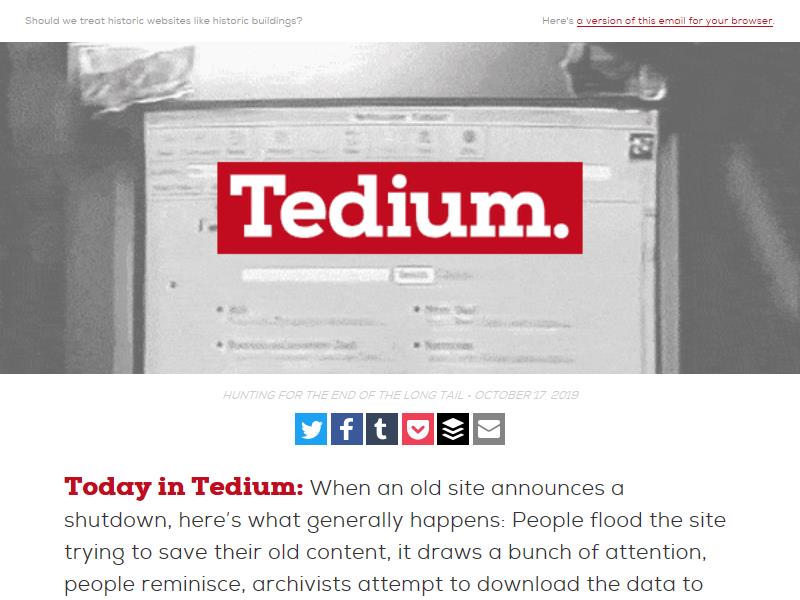 Should we treat historic websites like historic buildings?
Here's a version of this email for your browser.
Tedium.
HUNTING FOR THE END OF THE LONG TAIL • OCTOBER 17, 2019
Today in Tedium: When an old site announces a
shutdown, here's what generally happens: People flood the site
trying to save their old content, it draws a bunch of attention,
people reminisce, archivists attempt to download the data to